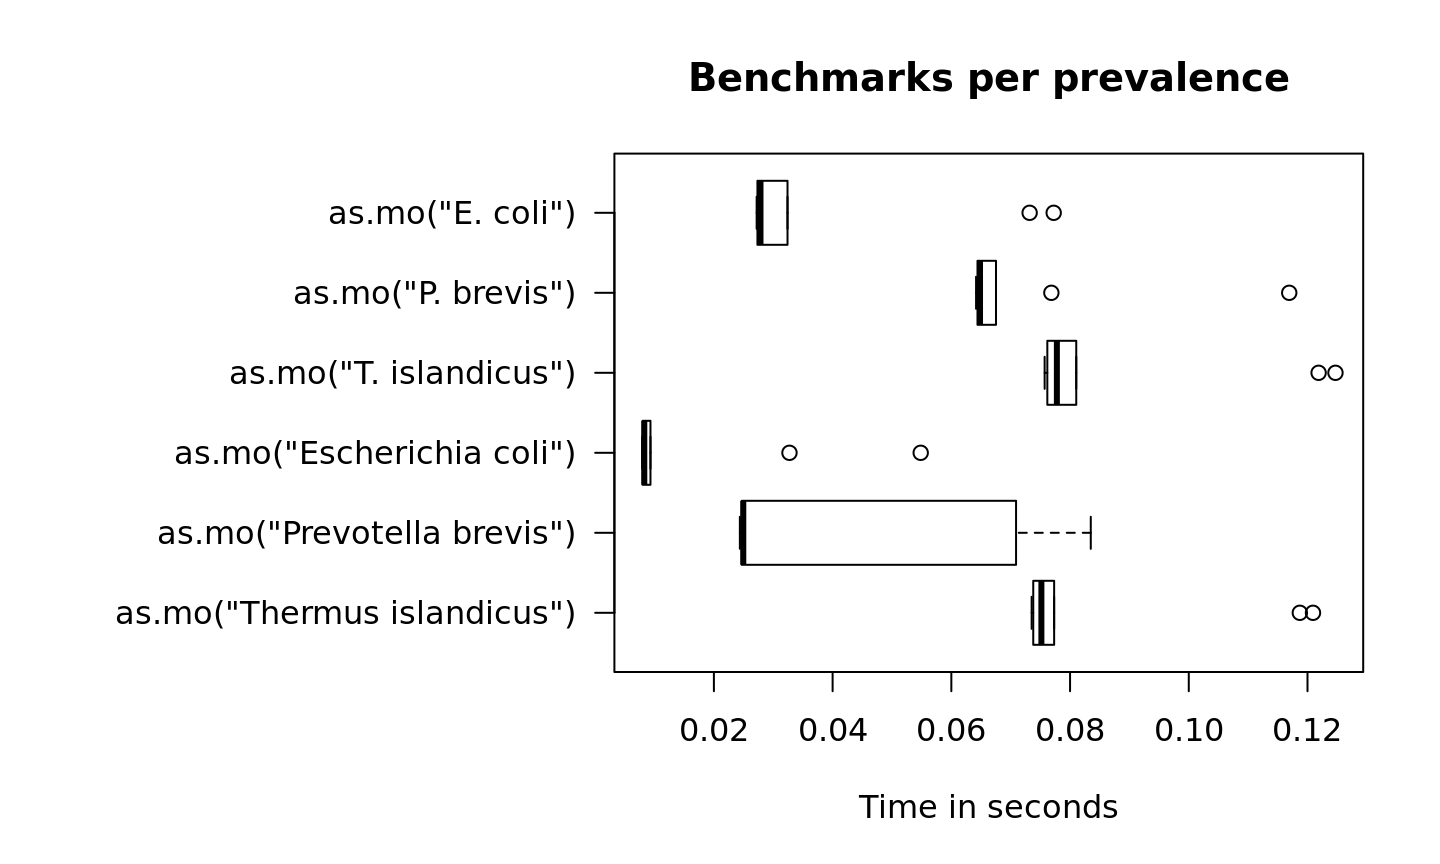 Benchmarks per prevalence
as.mo("E. coli")
as.mo("P. brevis")
as.mo("T. islandicus")
as.mo("Escherichia coli")
as.mo("Prevotella brevis")
as.mo("Thermus islandicus")
0.02 0.04 0.06 0.08 0.10 0.12
Time in seconds